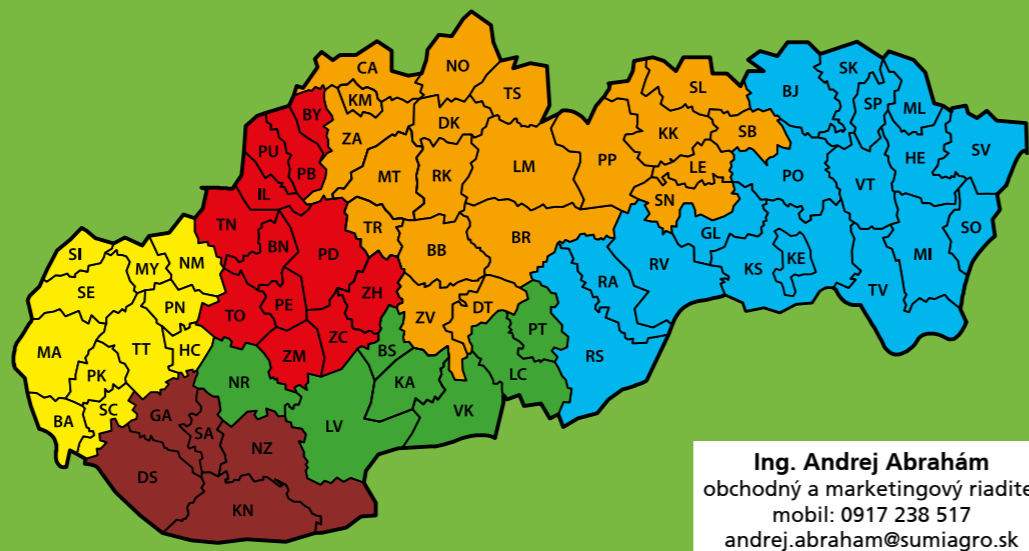 CA
NO
KM
TS
SL
BJ
SK
SP
ML
BY
ZA
DK
KK
SB
PU
PB
MT
RK
LM
PP
LE
PO
VT
HE
SV
IL
SN
TN
TR
BR
GL
SO
BN
PD
BB
RV
KS
KE
MI
SI
MY
NM
RA
TV
SE
PN
PE
ZH
DT
TO
ZV
MA
TT
HC
ZM
ZC
BS
PT
RS
PK
NR
KA
LC
BA
SC
GA
SA
LV
VK
NZ
DS
KN
Ing. Andrej Abrahám
obchodný a marketingový riadite
mobil: 0917 238 517
andrej.abraham@sumiagro.sk